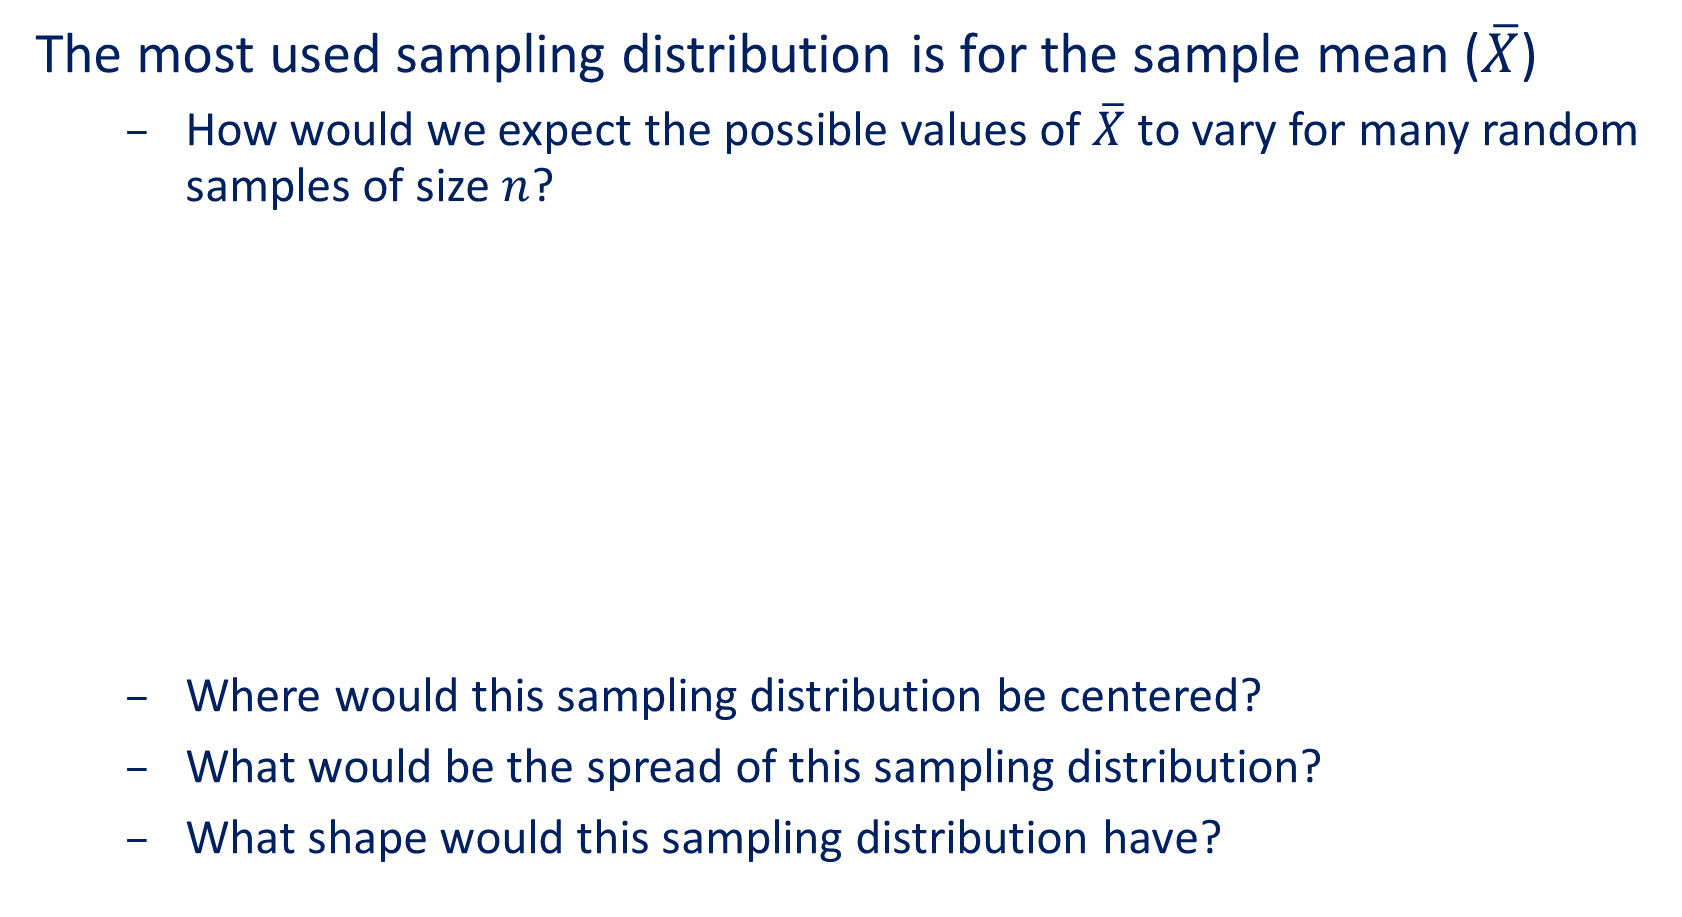 The most used sampling distribution is for the sample mean (X̅)
– How would we expect the possible values of X̅ to vary for many random
samples of size n?
– Where would this sampling distribution be centered?
– What would be the spread of this sampling distribution?
– What shape would this sampling distribution have?